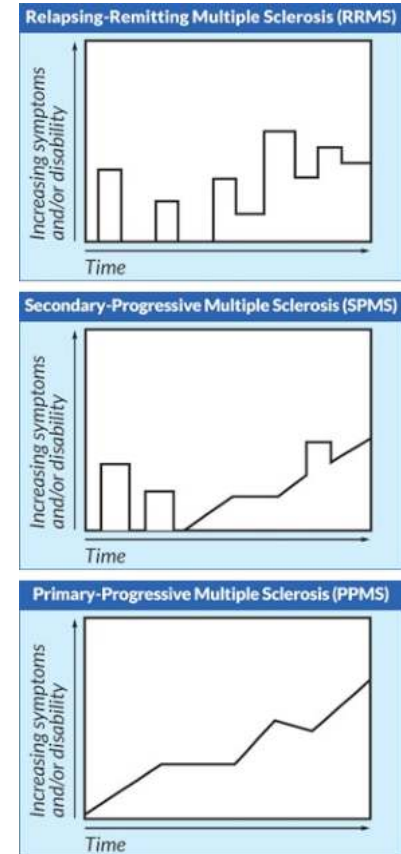 Relapsing-Remitting Multiple Sclerosis (RRMS)
Increasing symptoms
and/or disability
Time
Secondary-Progressive Multiple Sclerosis (SPMS)
Increasing symptoms
and/or disability
Time
Primary-Progressive Multiple Sclerosis (PPMS)
Increasing symptoms
and/or disability
Time